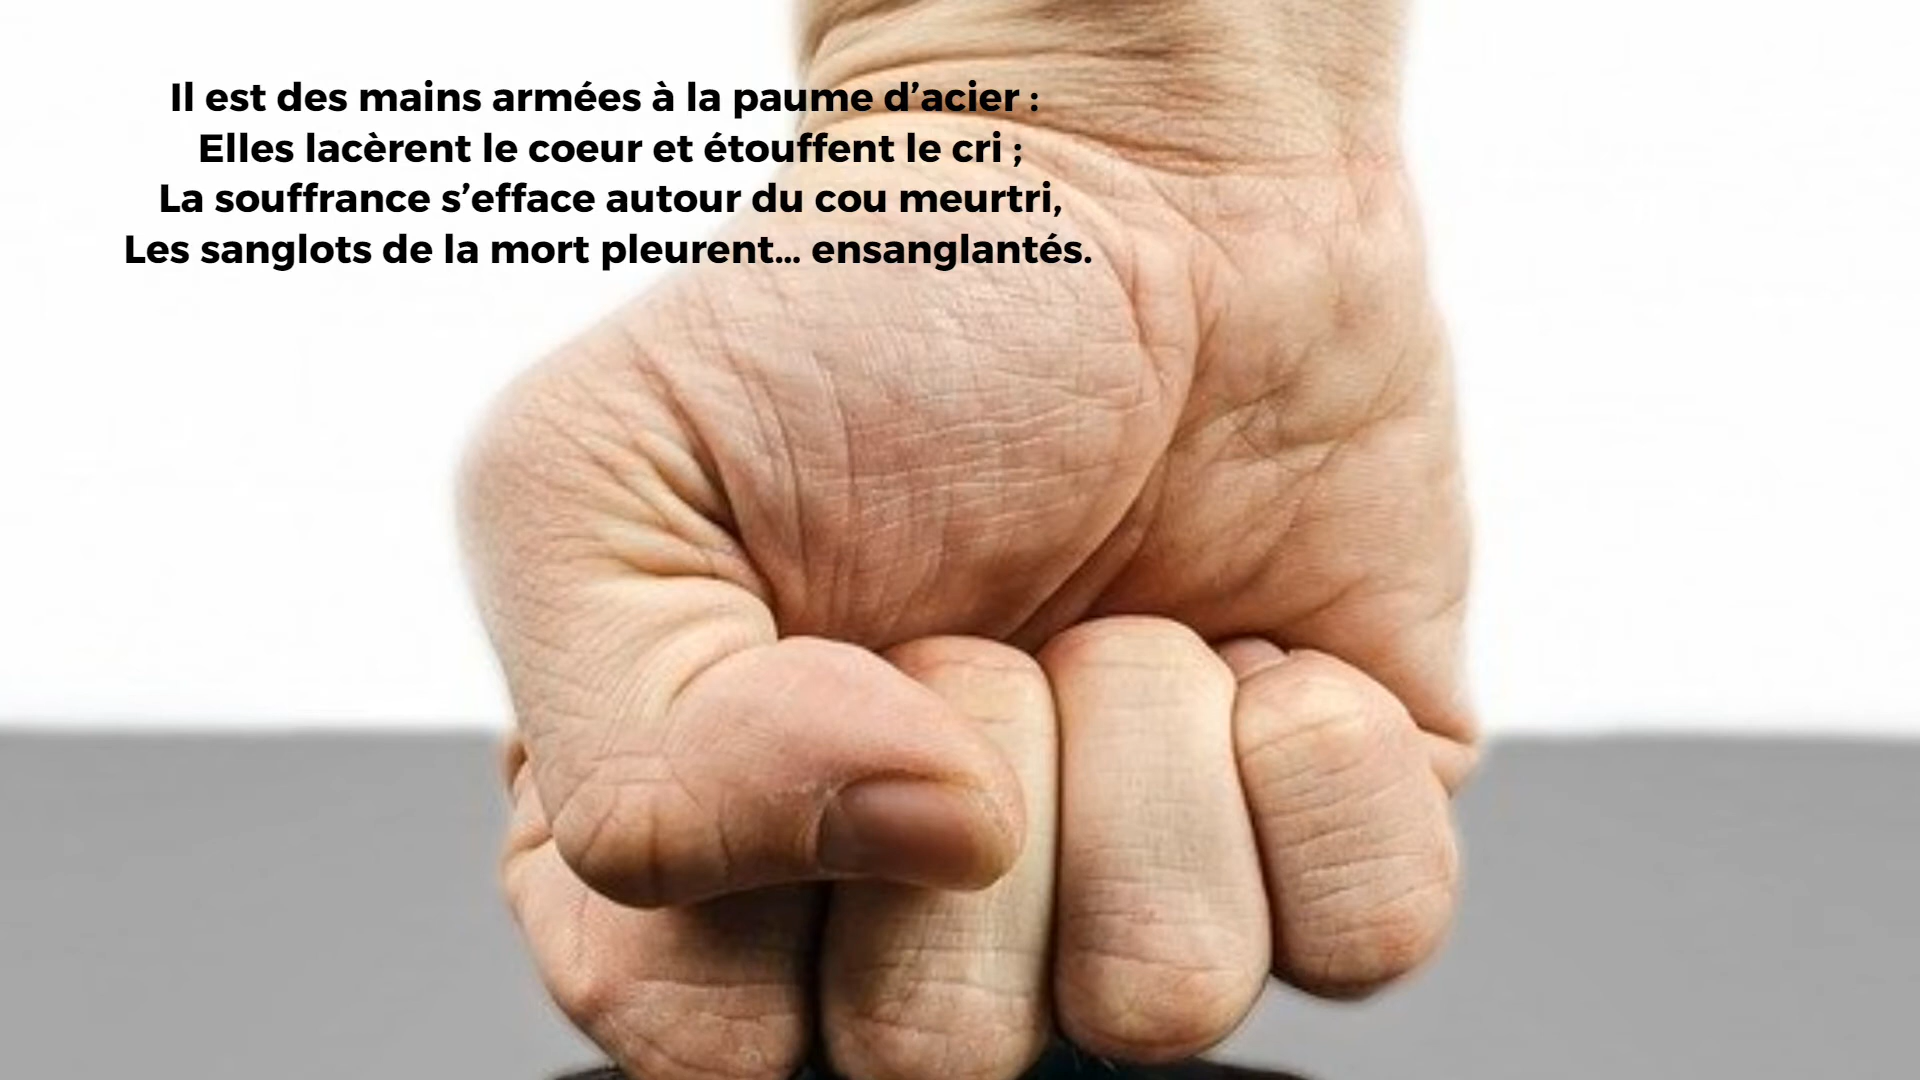 Il est des mains armées à la paume d’acier :
Elles lacèrent le coeur et étouffent le cri ;
La souffrance s’efface autour du cou meurtri,
Les sanglots de la mort pleurent… ensanglantés.